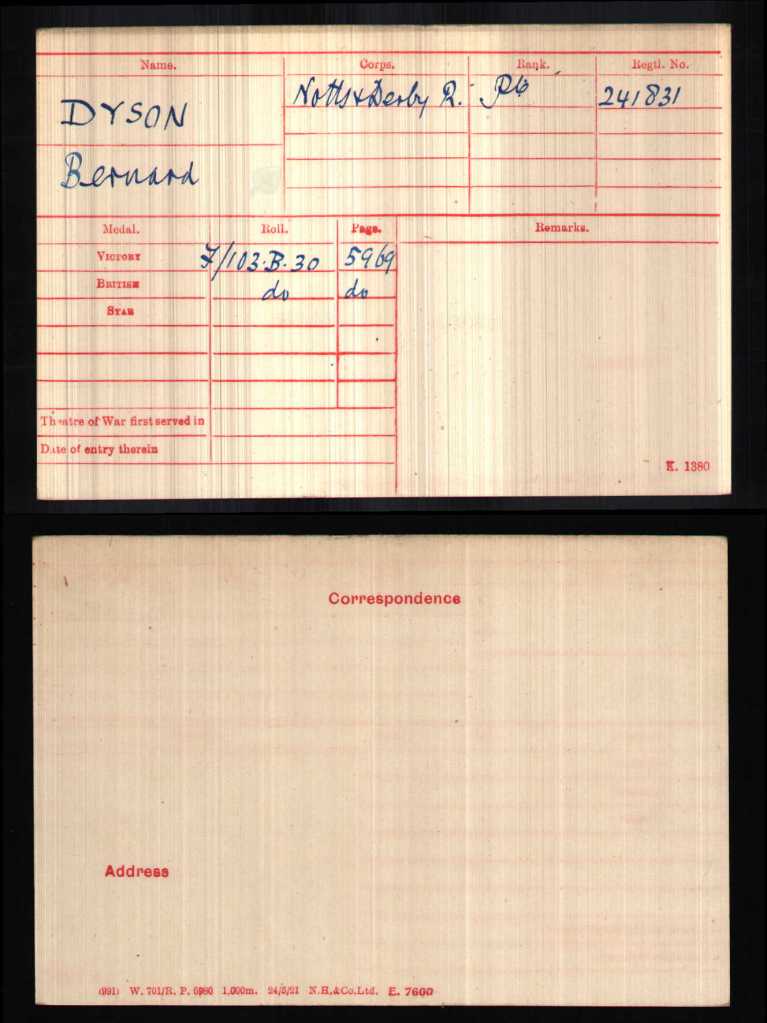 Name. Corps. Rank. Regtl. No.
DYSON Notts & Derby R. Pte 241831
Bernard
Medal. Roll. Page. Remarks.
VICTORY F/103.B.30 5969
BRITISH do do
STAR
Theatre of War first served in
Date of entry therein
K. 1380
Correspondence
Address
(991) W. 701/R. P. 6980 1,000m. 24/5/21 N.H.&Co.Ltd. E. 7600